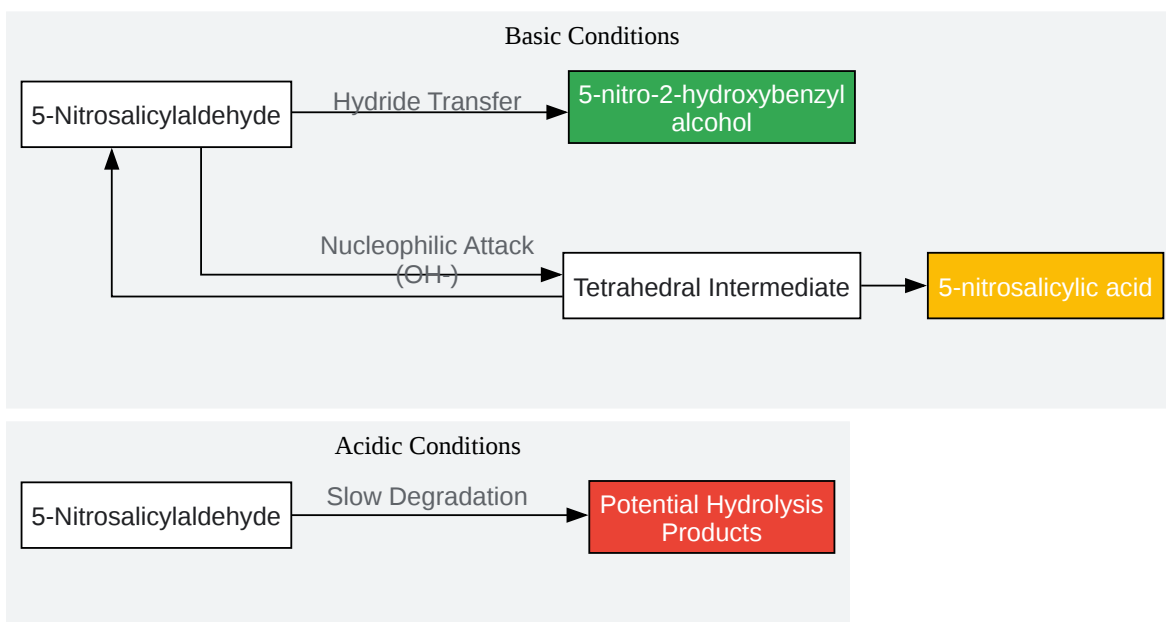 Basic Conditions
5-Nitrosalicylaldehyde
Hydride Transfer
5-nitro-2-hydroxybenzyl
alcohol
Nucleophilic Attack
(OH-)
Tetrahedral Intermediate
5-nitrosalicylic acid
Acidic Conditions
5-Nitrosalicylaldehyde
Slow Degradation
Potential Hydrolysis
Products